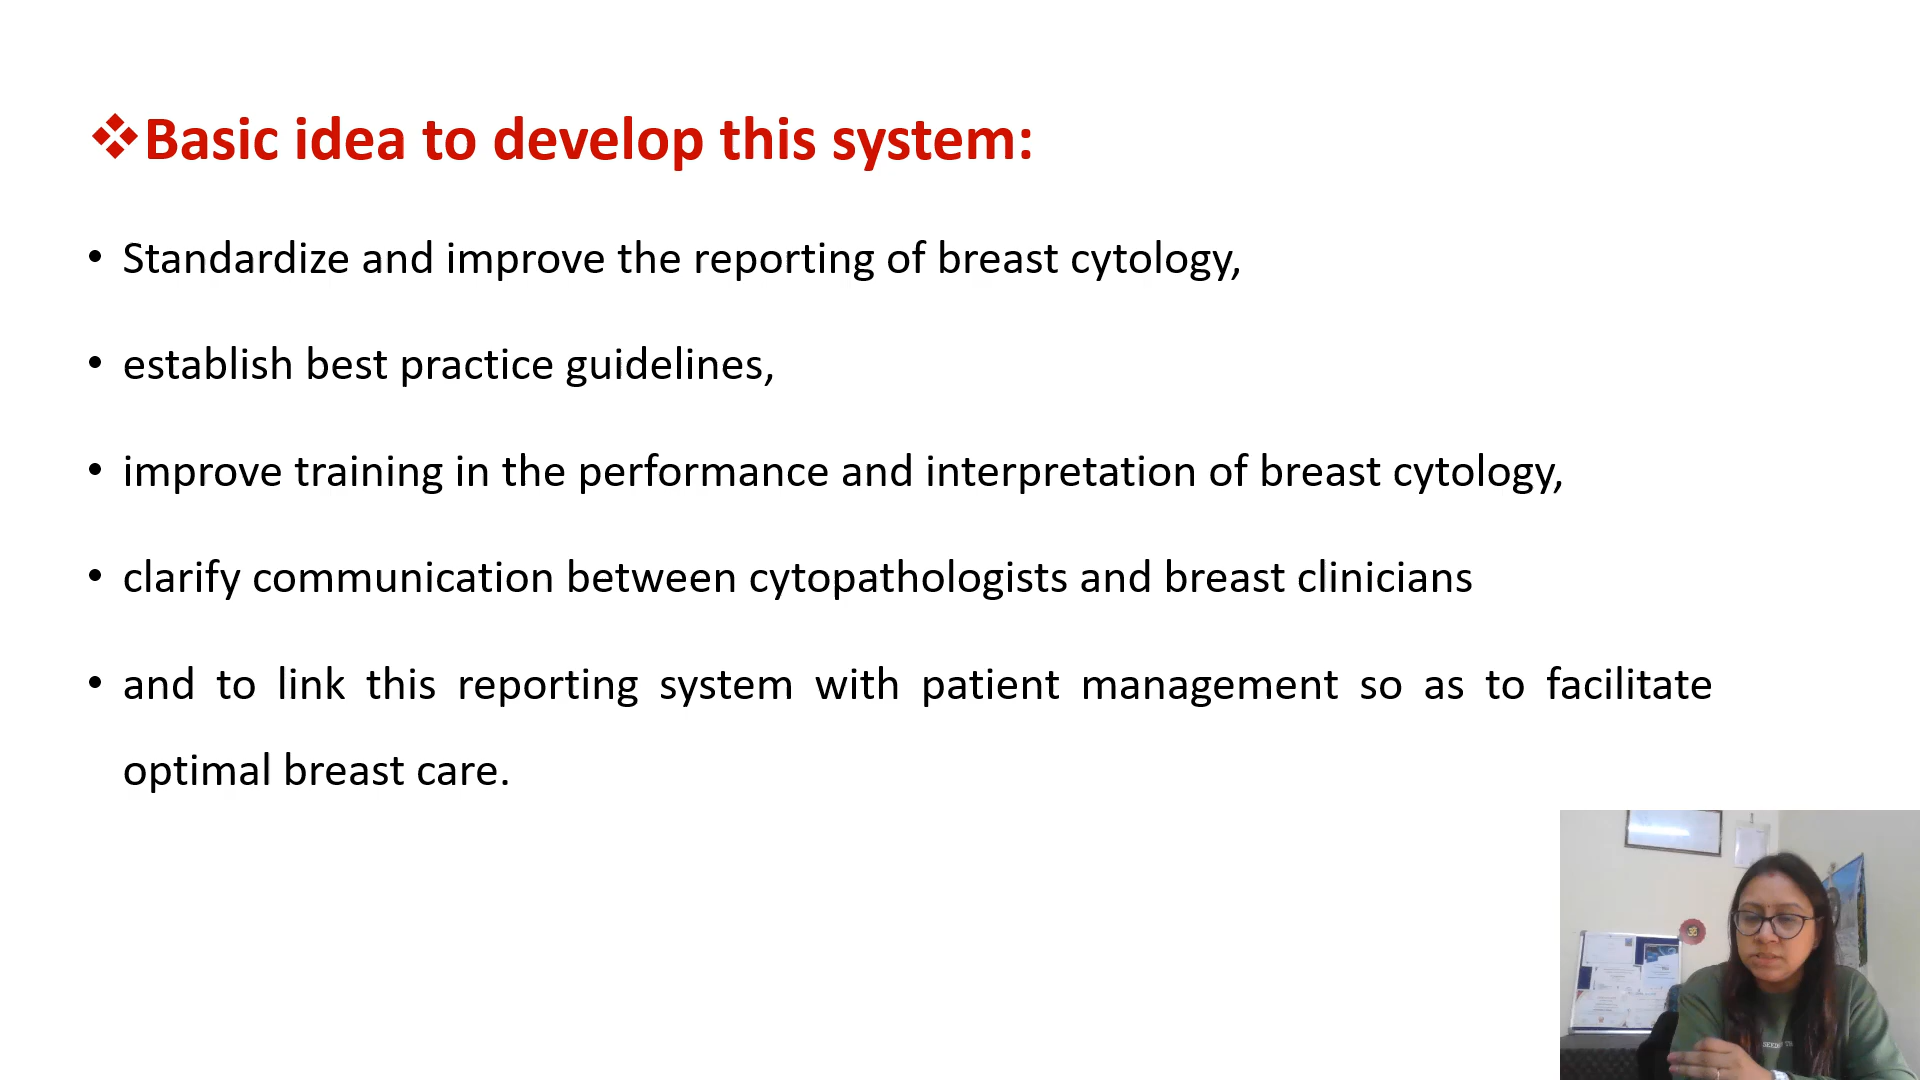 ❖Basic idea to develop this system:
• Standardize and improve the reporting of breast cytology,
• establish best practice guidelines,
• improve training in the performance and interpretation of breast cytology,
• clarify communication between cytopathologists and breast clinicians
• and to link this reporting system with patient management so as to facilitate
optimal breast care.
ॐ